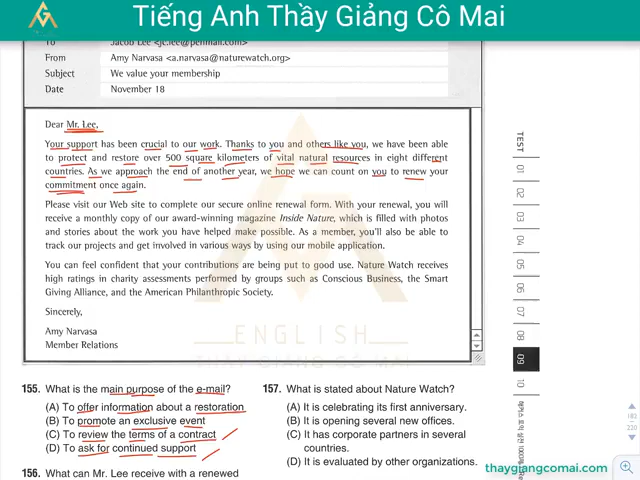 Tiếng Anh Thầy Giảng Cô Mai
To Jacob Lee <jc.lee@penmail.com>
From Amy Narvasa <a.narvasa@naturewatch.org>
Subject We value your membership
Date November 18
Dear Mr. Lee,
Your support has been crucial to our work. Thanks to you and others like you, we have been able
to protect and restore over 500 square kilometers of vital natural resources in eight different
countries. As we approach the end of another year, we hope we can count on you to renew your
commitment once again.
Please visit our Web site to complete our secure online renewal form. With your renewal, you will
receive a monthly copy of our award-winning magazine Inside Nature, which is filled with photos
and stories about the work you have helped make possible. As a member, you'll also be able to
track our projects and get involved in various ways by using our mobile application.
You can feel confident that your contributions are being put to good use. Nature Watch receives
high ratings in charity assessments performed by groups such as Conscious Business, the Smart
Giving Alliance, and the American Philanthropic Society.
Sincerely,
Amy Narvasa
Member Relations
ENGLISH
THAY GIANG CO MAI
155. What is the main purpose of the e-mail?
(A) To offer information about a restoration
(B) To promote an exclusive event
(C) To review the terms of a contract
(D) To ask for continued support
156. What can Mr. Lee receive with a renewed
157. What is stated about Nature Watch?
(A) It is celebrating its first anniversary.
(B) It is opening several new offices.
(C) It has corporate partners in several
countries.
(D) It is evaluated by other organizations.
TEST
01
02
03
04
05
06
07
08
09
10
183
220
thaygiangcomai.com